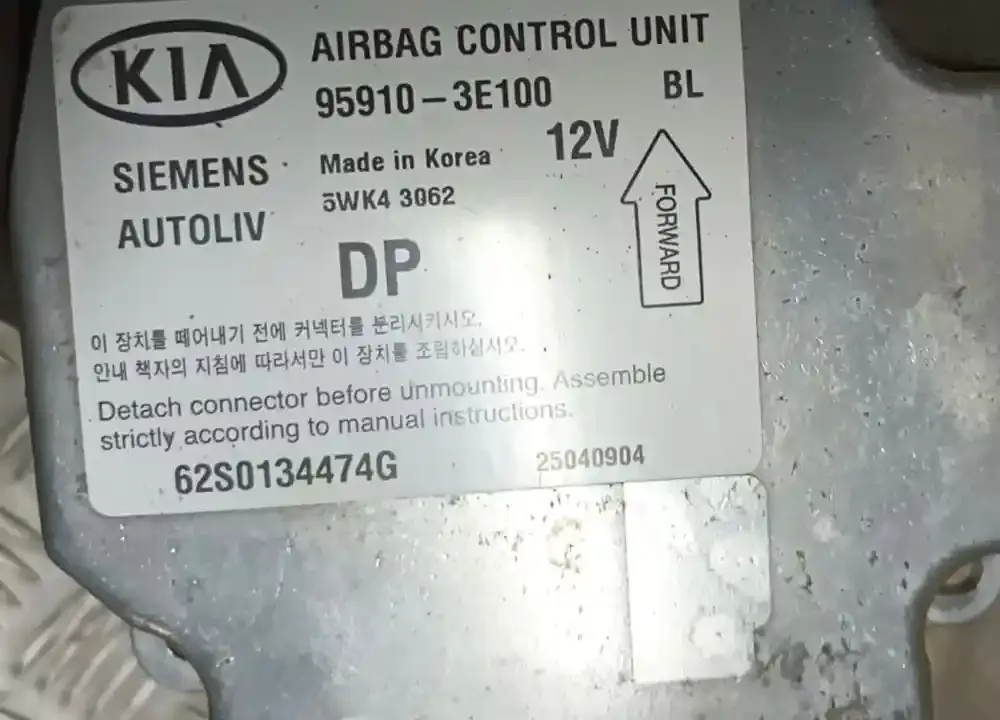 KIA AIRBAG CONTROL UNIT
95910-3E100 BL
SIEMENS Made in Korea 12V
AUTOLIV 5WK4 3062
FORWARD
DP
이 장치를 떼어내기 전에 커넥터를 분리시키시오.
안내 책자의 지침에 따라서만 이 장치를 조립하십시오.
Detach connector before unmounting. Assemble
strictly according to manual instructions.
62S0134474G 25040904